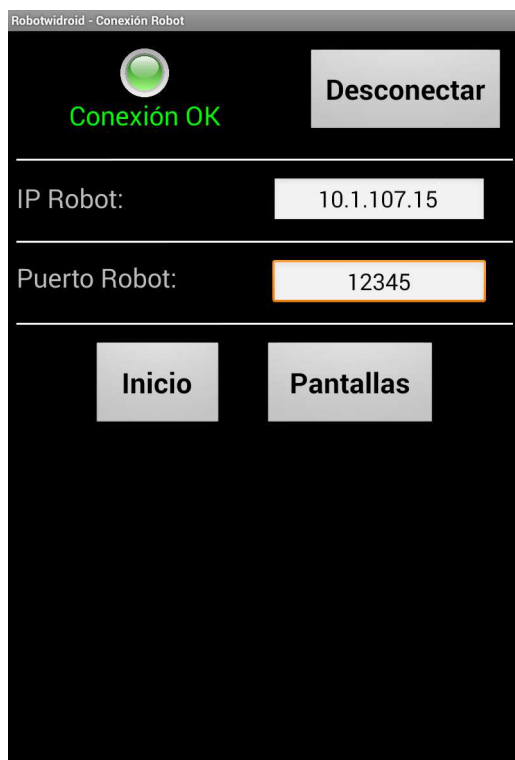 Robotwidroid - Conexión Robot
Conexión OK
Desconectar
IP Robot:
10.1.107.15
Puerto Robot:
12345
Inicio
Pantallas